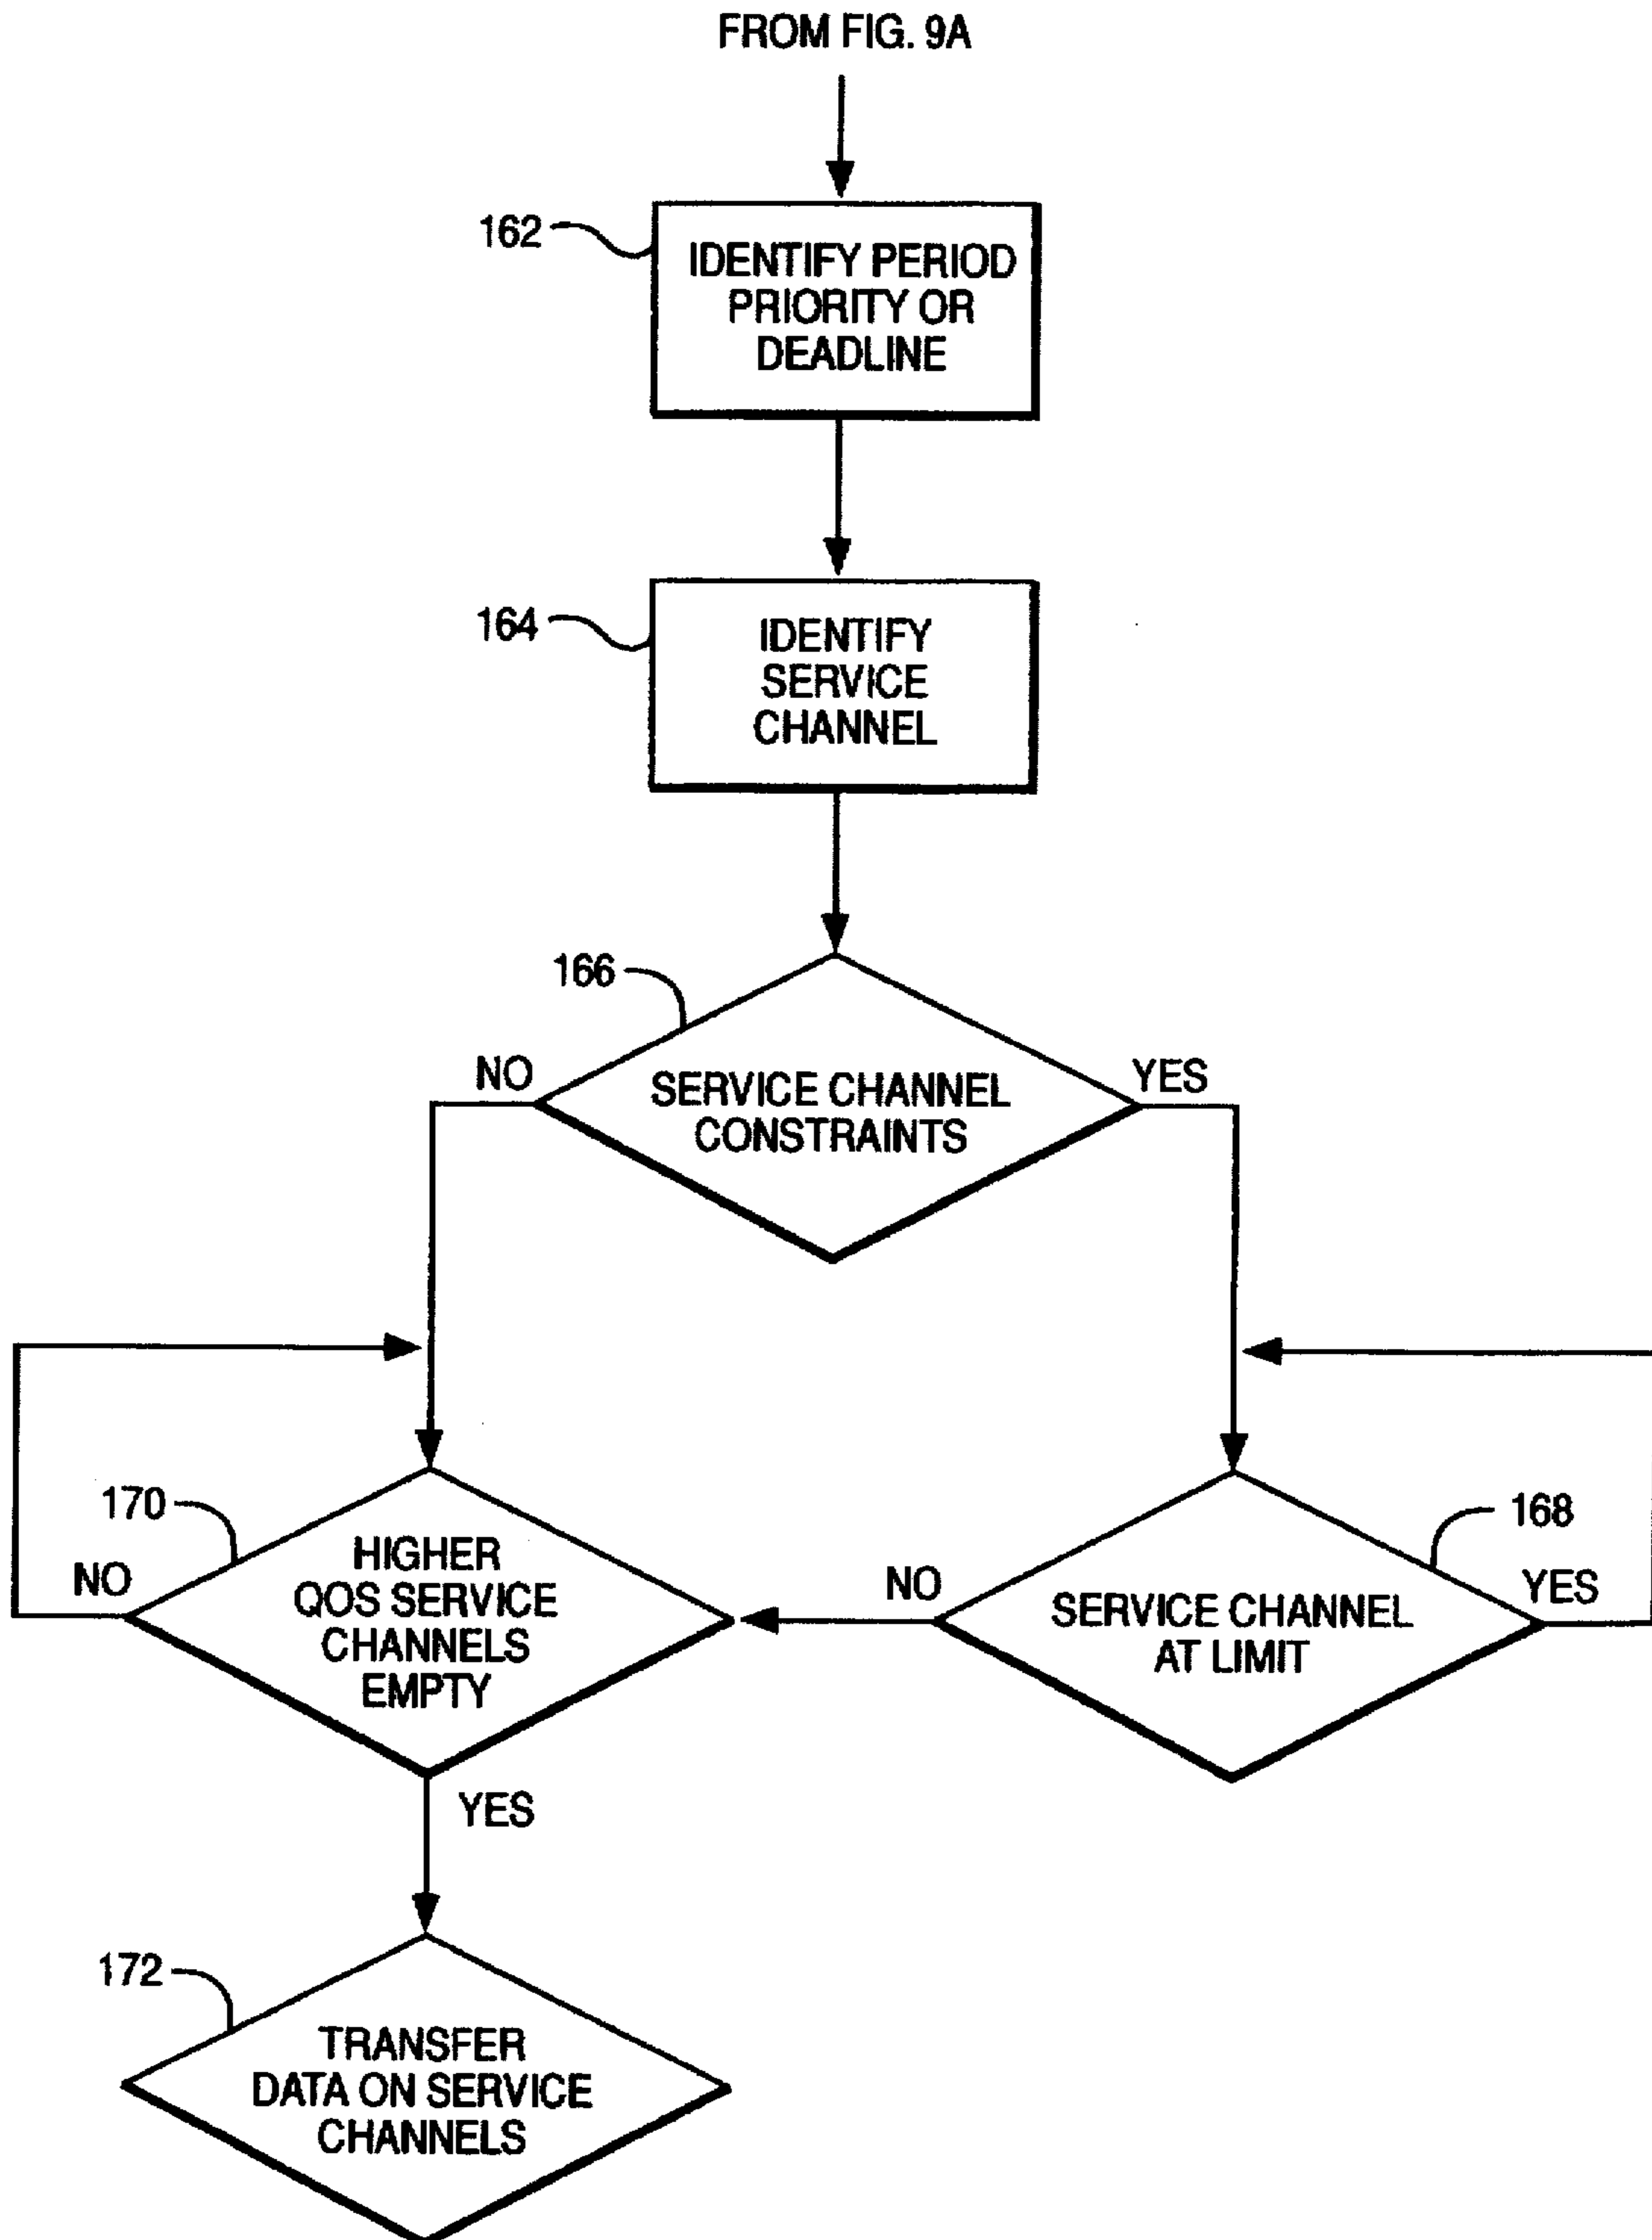 FROM FIG. 9A
162
IDENTIFY PERIOD
PRIORITY OR
DEADLINE
164
IDENTIFY
SERVICE
CHANNEL
166
NO
YES
SERVICE CHANNEL
CONSTRAINTS
170
NO
HIGHER
QOS SERVICE
CHANNELS
EMPTY
YES
168
NO
YES
SERVICE CHANNEL
AT LIMIT
172
TRANSFER
DATA ON SERVICE
CHANNELS